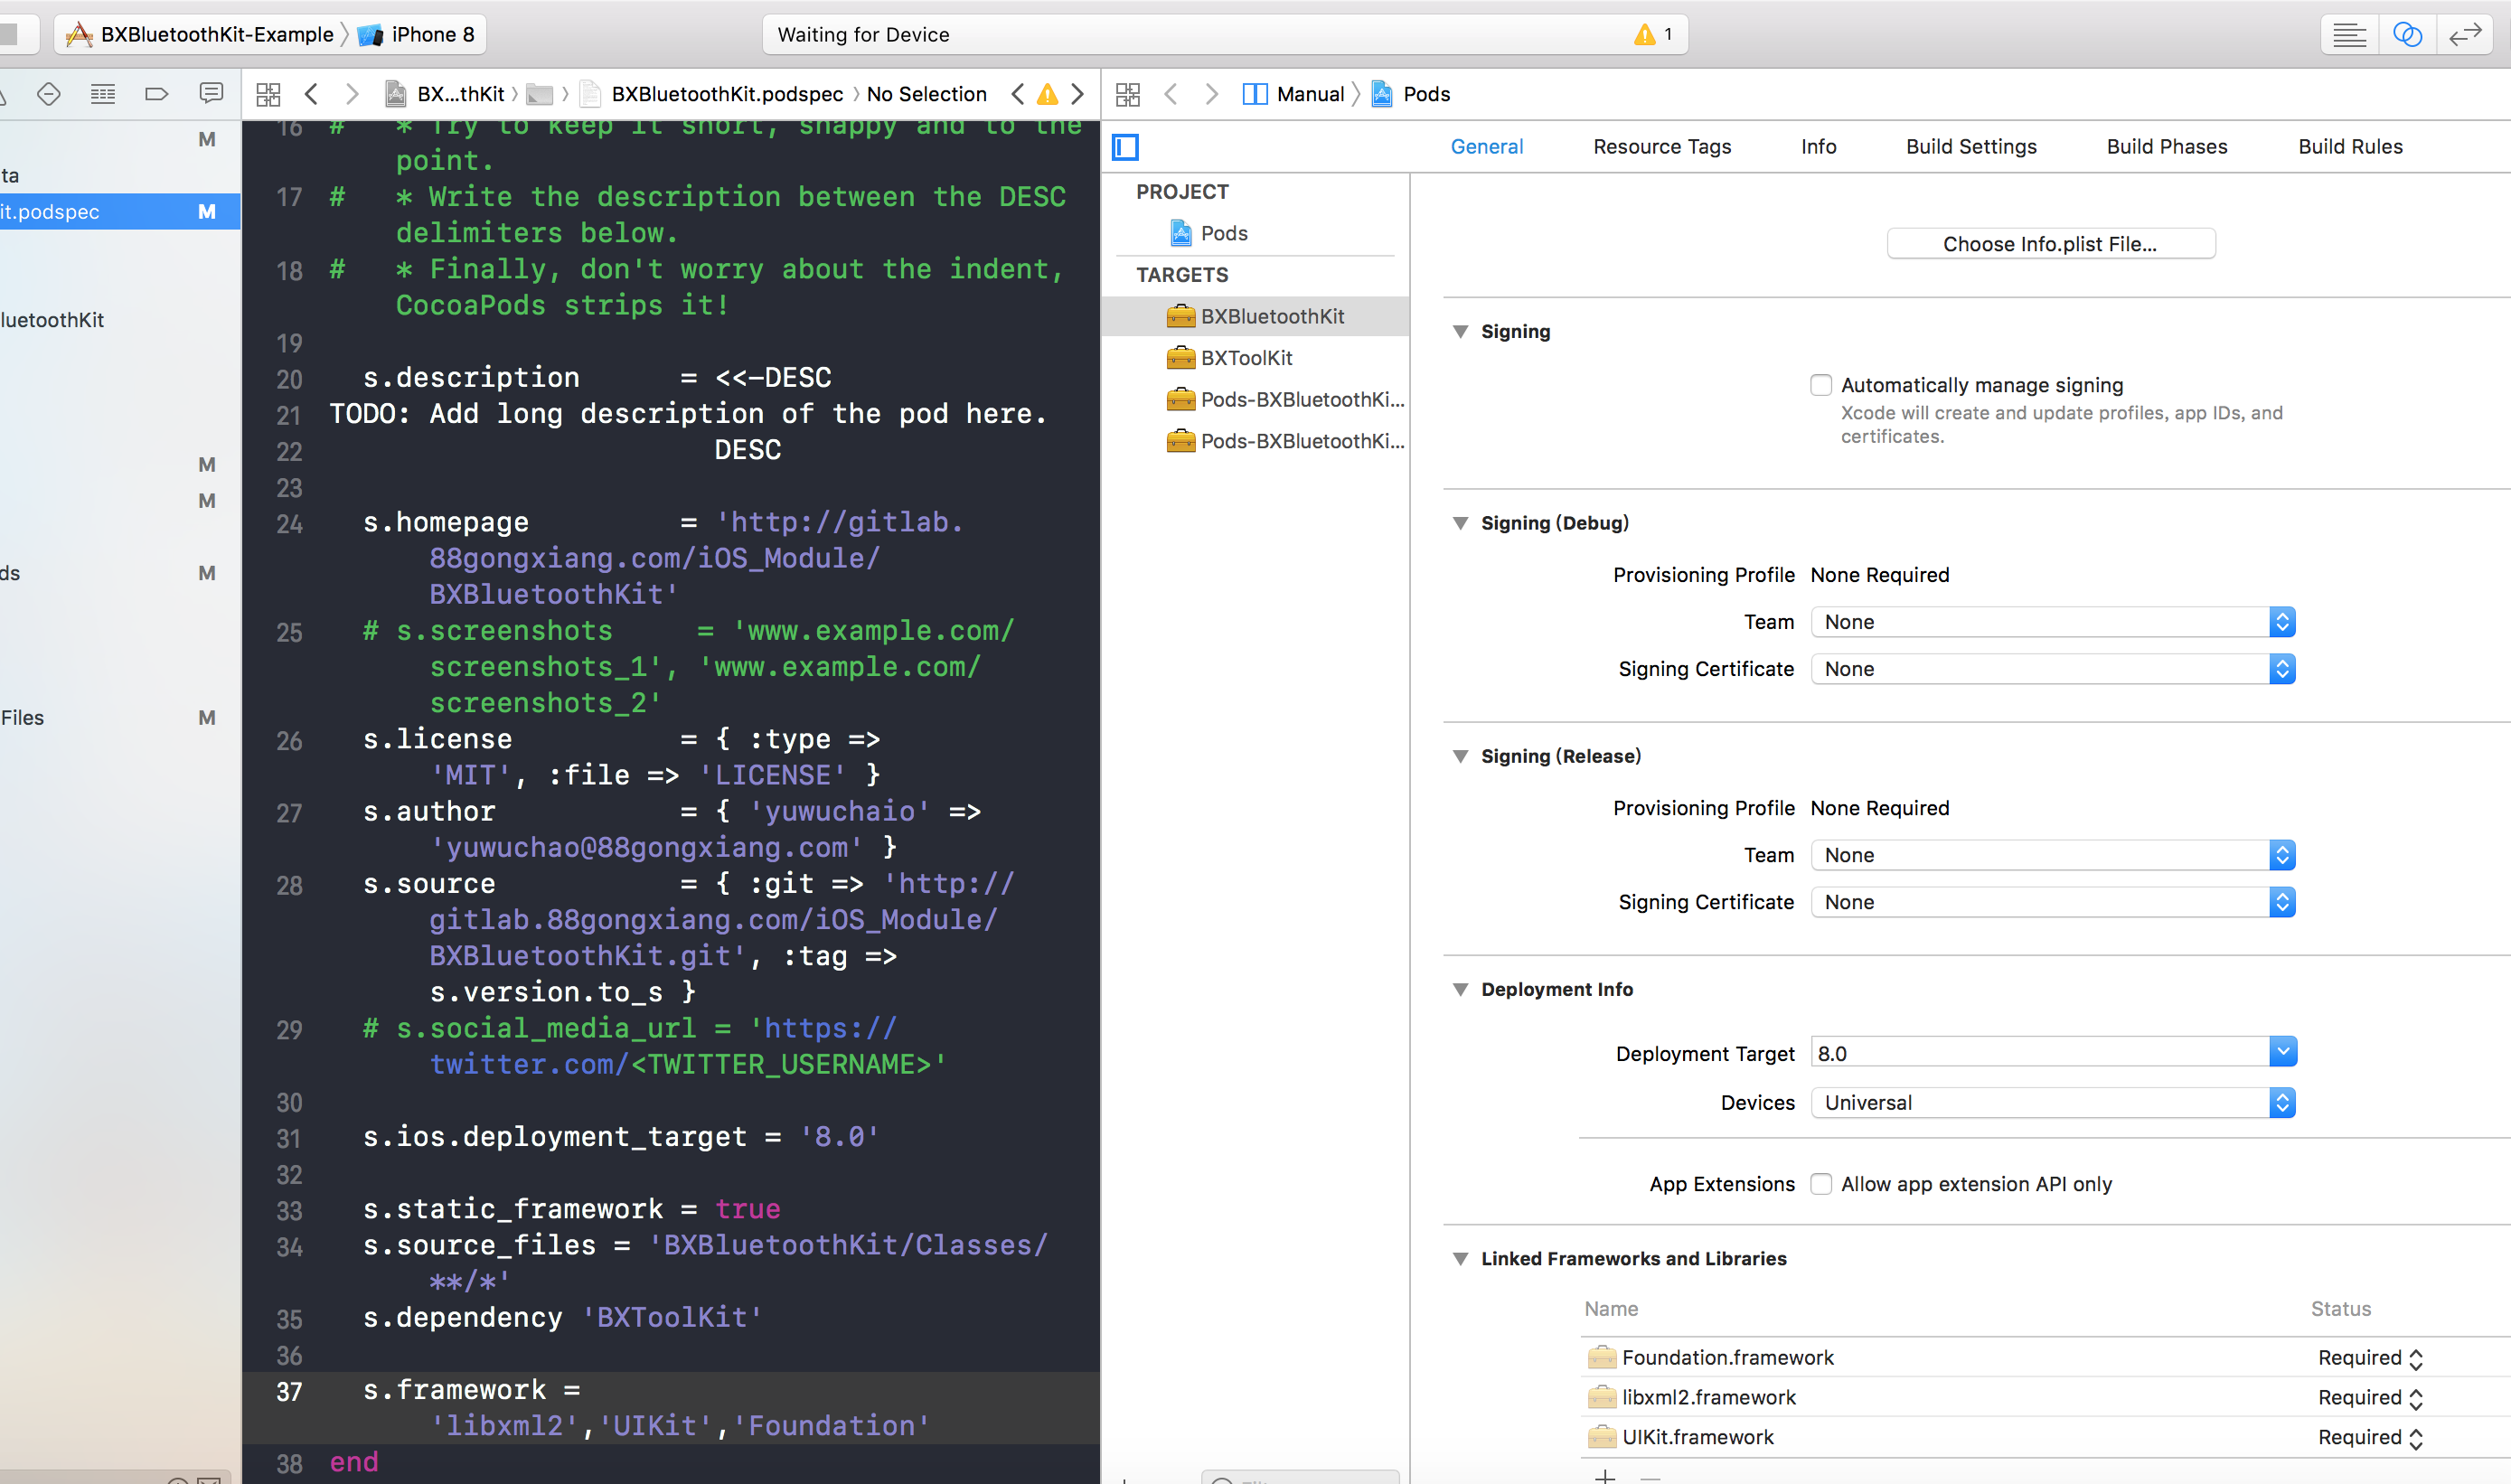 BXBluetoothKit-Example
iPhone 8
Waiting for Device
1
BX...thKit
BXBluetoothKit.podspec
No Selection
Manual
Pods
M
ta
it.podspec
M
luetoothKit
M
M
ds
M
Files
M
16 # * Try to keep it short, snappy and to the
point.
17 # * Write the description between the DESC
delimiters below.
18 # * Finally, don't worry about the indent,
CocoaPods strips it!
19
20 s.description = <<-DESC
21 TODO: Add long description of the pod here.
22 DESC
23
24 s.homepage = 'http://gitlab.
88gongxiang.com/iOS_Module/
BXBluetoothKit'
25 # s.screenshots = 'www.example.com/
screenshots_1', 'www.example.com/
screenshots_2'
26 s.license = { :type =>
'MIT', :file => 'LICENSE' }
27 s.author = { 'yuwuchaio' =>
'yuwuchao@88gongxiang.com' }
28 s.source = { :git => 'http://
gitlab.88gongxiang.com/iOS_Module/
BXBluetoothKit.git', :tag =>
s.version.to_s }
29 # s.social_media_url = 'https://
twitter.com/<TWITTER_USERNAME>'
30
31 s.ios.deployment_target = '8.0'
32
33 s.static_framework = true
34 s.source_files = 'BXBluetoothKit/Classes/
**/*'
35 s.dependency 'BXToolKit'
36
37 s.framework =
'libxml2','UIKit','Foundation'
38 end
General
Resource Tags
Info
Build Settings
Build Phases
Build Rules
PROJECT
Pods
TARGETS
BXBluetoothKit
BXToolKit
Pods-BXBluetoothKi...
Pods-BXBluetoothKi...
Choose Info.plist File...
Signing
Automatically manage signing
Xcode will create and update profiles, app IDs, and
certificates.
Signing (Debug)
Provisioning Profile None Required
Team None
Signing Certificate None
Signing (Release)
Provisioning Profile None Required
Team None
Signing Certificate None
Deployment Info
Deployment Target 8.0
Devices Universal
App Extensions Allow app extension API only
Linked Frameworks and Libraries
Name Status
Foundation.framework Required
libxml2.framework Required
UIKit.framework Required